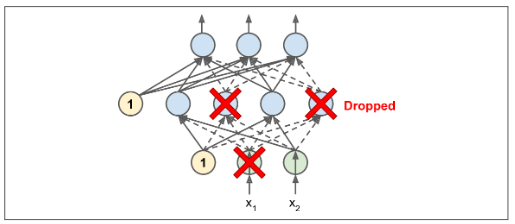 1
Dropped
1
x₁ x₂